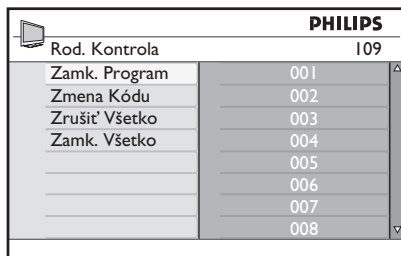 PHILIPS
Rod. Kontrola 109
Zamk. Program 001
Zmena Kódu 002
Zrušiť Všetko 003
Zamk. Všetko 004
005
006
007
008